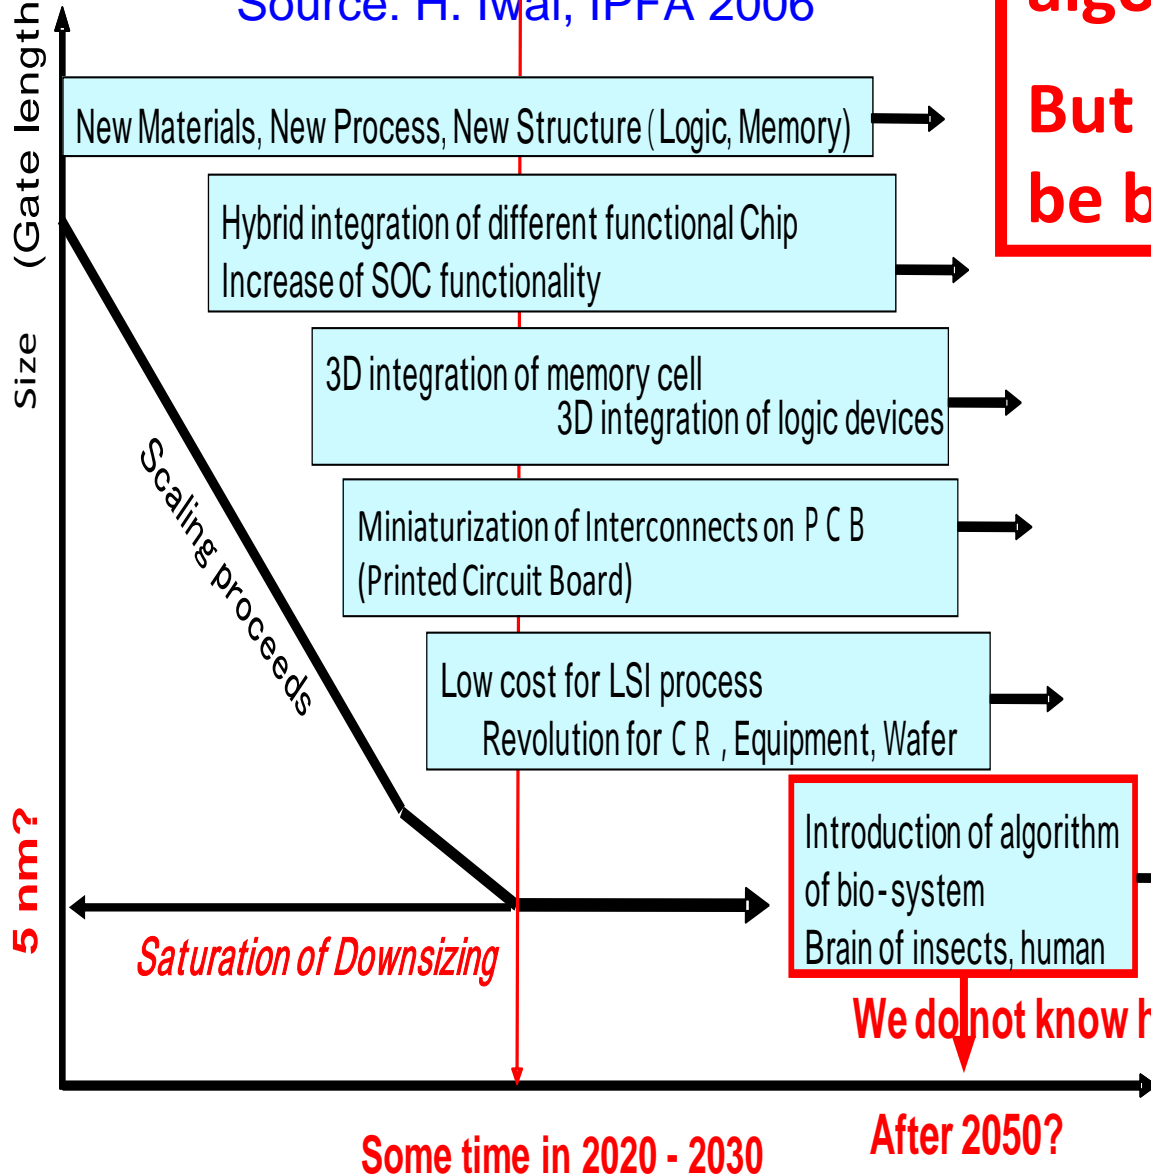 Source: H. Iwai, IPFA 2006
But
Size (Gate length
New Materials, New Process, New Structure (Logic, Memory)
Hybrid integration of different functional Chip
Increase of SOC functionality
3D integration of memory cell
3D integration of logic devices
Scaling proceeds
Miniaturization of Interconnects on PCB
(Printed Circuit Board)
Low cost for LSI process
Revolution for CR, Equipment, Wafer
5 nm?
Introduction of algorithm
of bio-system
Brain of insects, human
Saturation of Downsizing
We do not know
Some time in 2020 - 2030
After 2050?